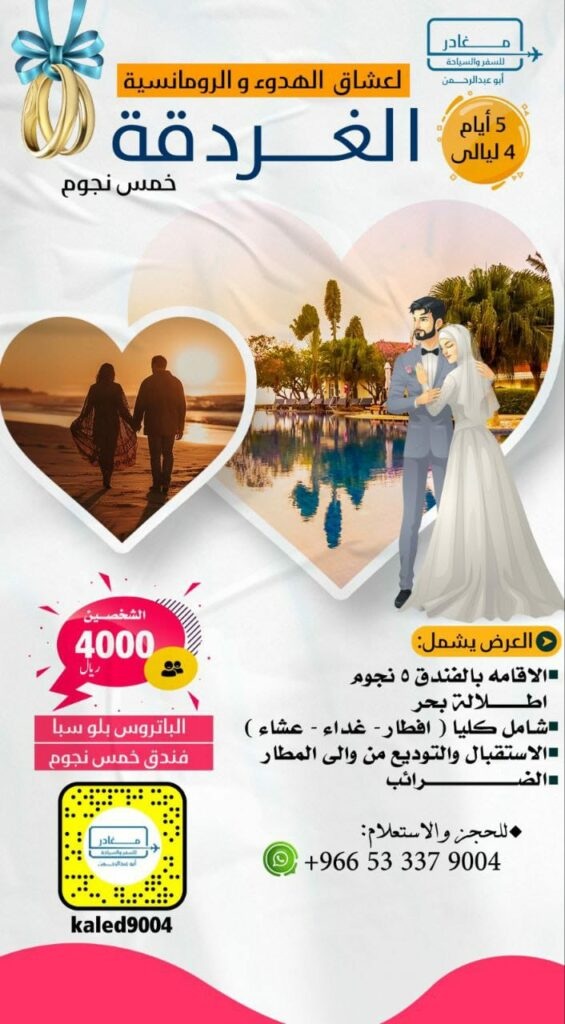 مغادر
للسفر والسياحة
أبو عبدالرحمن
لعشاق الهدوء و الرومانسية
5 أيام
4 ليالى
الغردقة
خمس نجوم
الشخصين
4000
ريال
الباتروس بلو سبا
فندق خمس نجوم
العرض يشمل:
الاقامه بالفندق ٥ نجوم
اطلالة بحر
شامل كليا ( افطار - غداء - عشاء )
الاستقبال والتوديع من والى المطار
الضرائب
للحجز والاستعلام:
+966 53 337 9004
مغادر
للسفر والسياحة
أبو عبدالرحمن
kaled9004